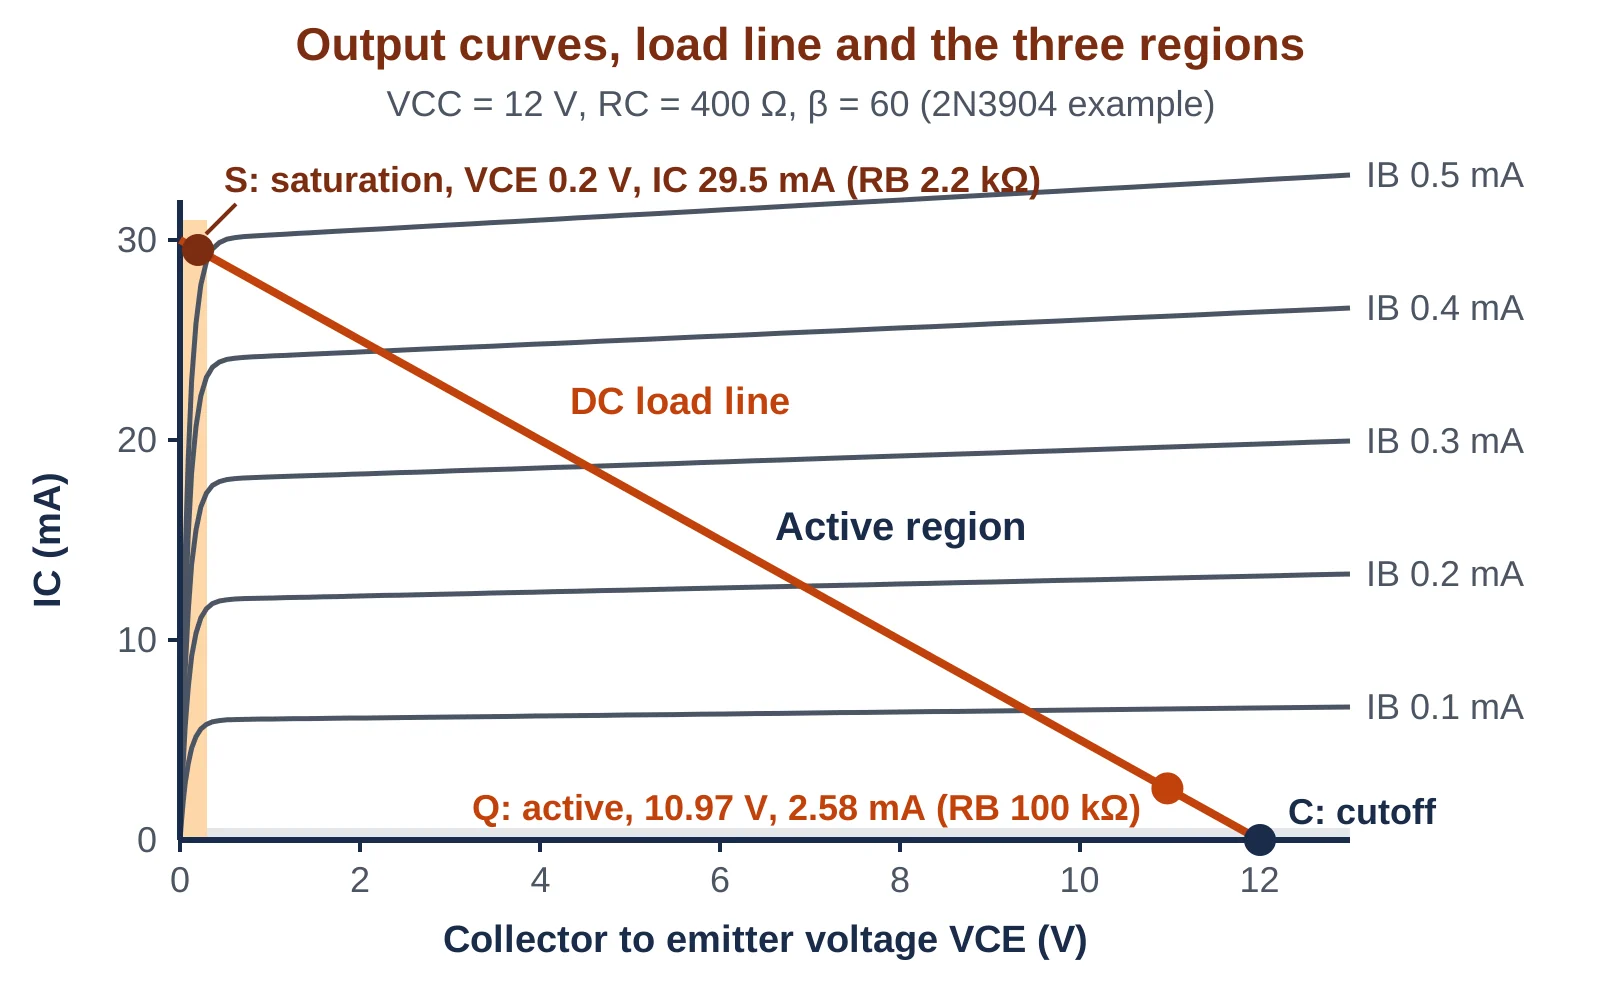 Output curves, load line and the three regions
VCC = 12 V, RC = 400 Ω, β = 60 (2N3904 example)
S: saturation, VCE 0.2 V, IC 29.5 mA (RB 2.2 kΩ)
IB 0.5 mA
30
IB 0.4 mA
DC load line
20
IB 0.3 mA
IC (mA)
Active region
IB 0.2 mA
10
IB 0.1 mA
Q: active, 10.97 V, 2.58 mA (RB 100 kΩ)
C: cutoff
0
0 2 4 6 8 10 12
Collector to emitter voltage VCE (V)